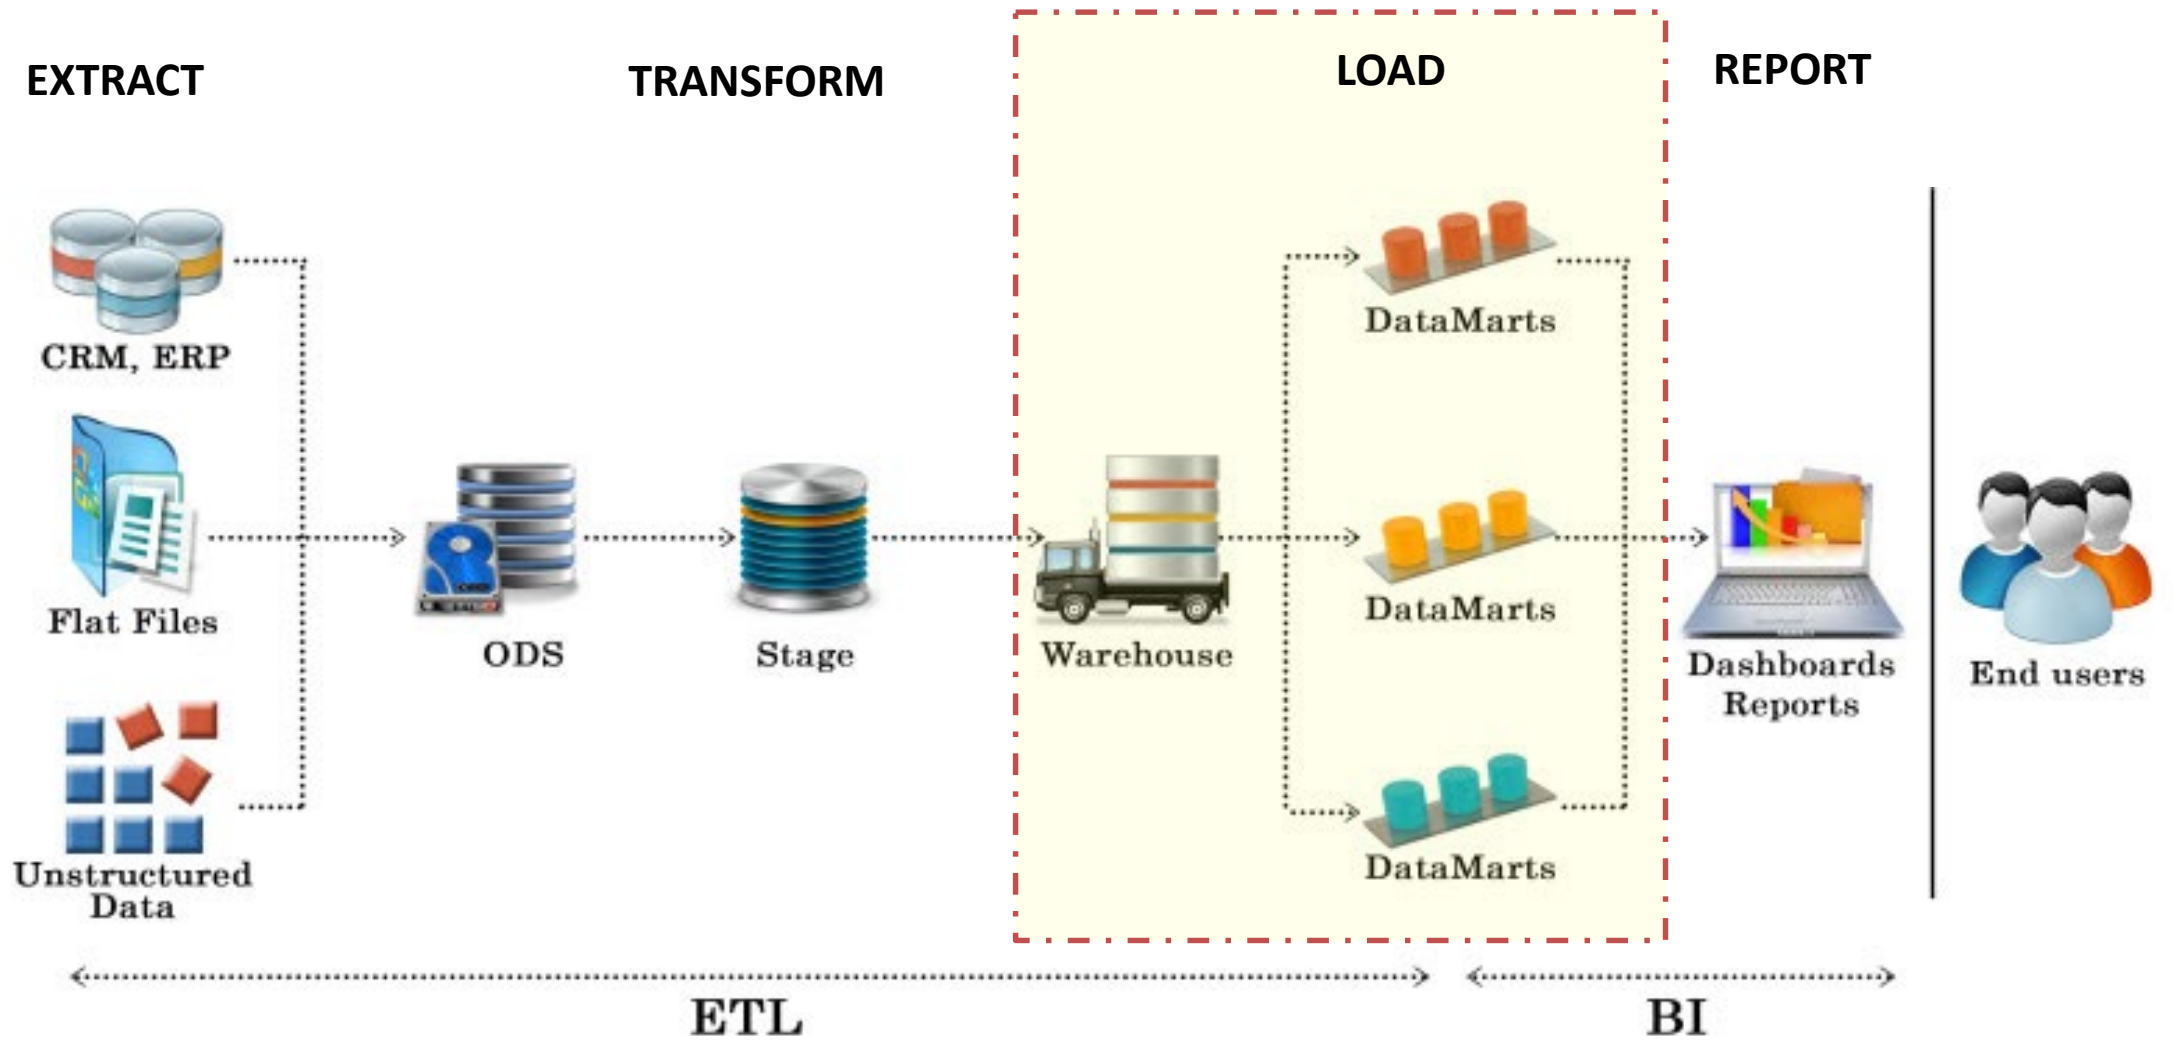 EXTRACT
TRANSFORM
LOAD
REPORT
CRM, ERP
Flat Files
Unstructured
Data
ODS
Stage
Warehouse
DataMarts
DataMarts
DataMarts
Dashboards
Reports
End users
ETL
BI